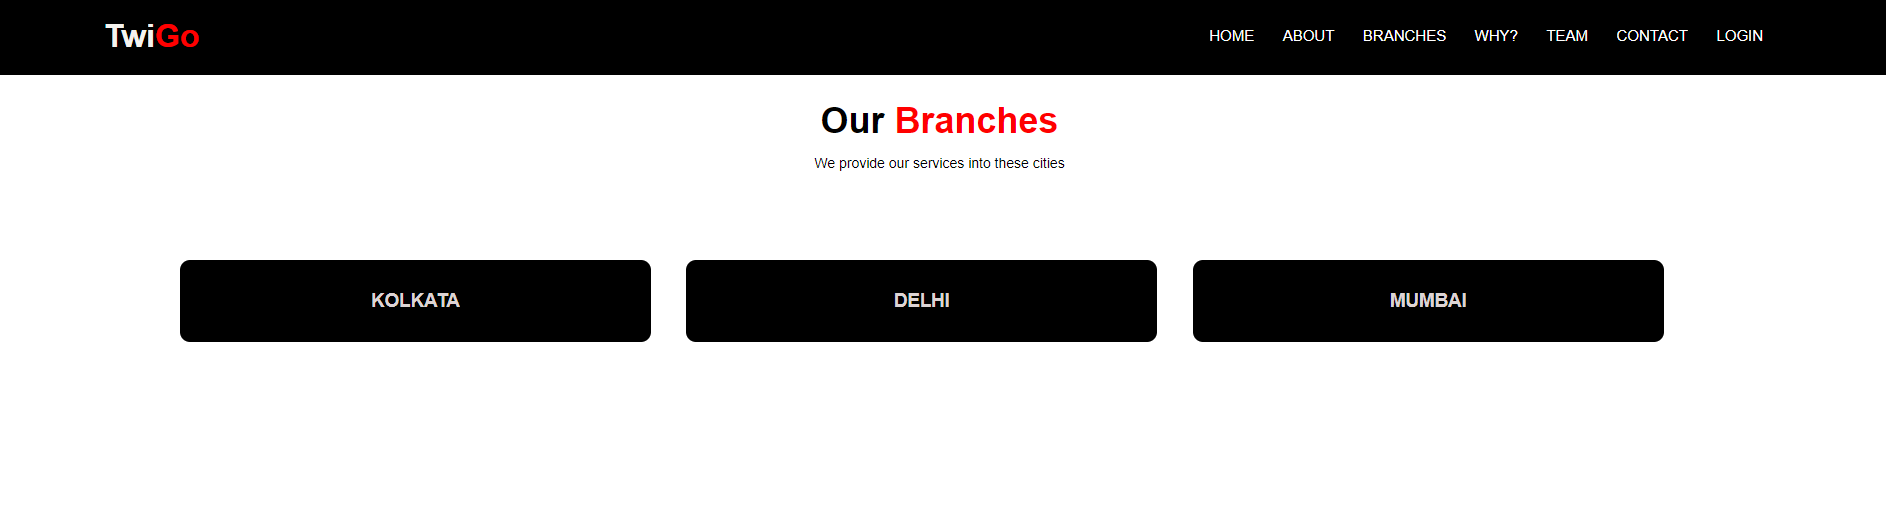 TwiGo HOME ABOUT BRANCHES WHY? TEAM CONTACT LOGIN
Our Branches
We provide our services into these cities
KOLKATA DELHI MUMBAI